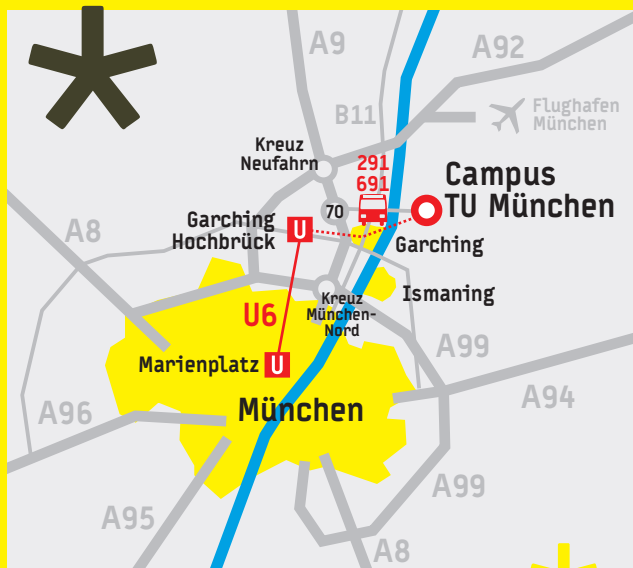 A9
A92
B11
Flughafen
München
Kreuz
Neufahrn
291
691
Campus
TU München
70
Garching
Hochbrück
U
Garching
A8
Ismaning
Kreuz
München-
Nord
U6
A99
Marienplatz
U
A94
A96
München
A99
A95
A8